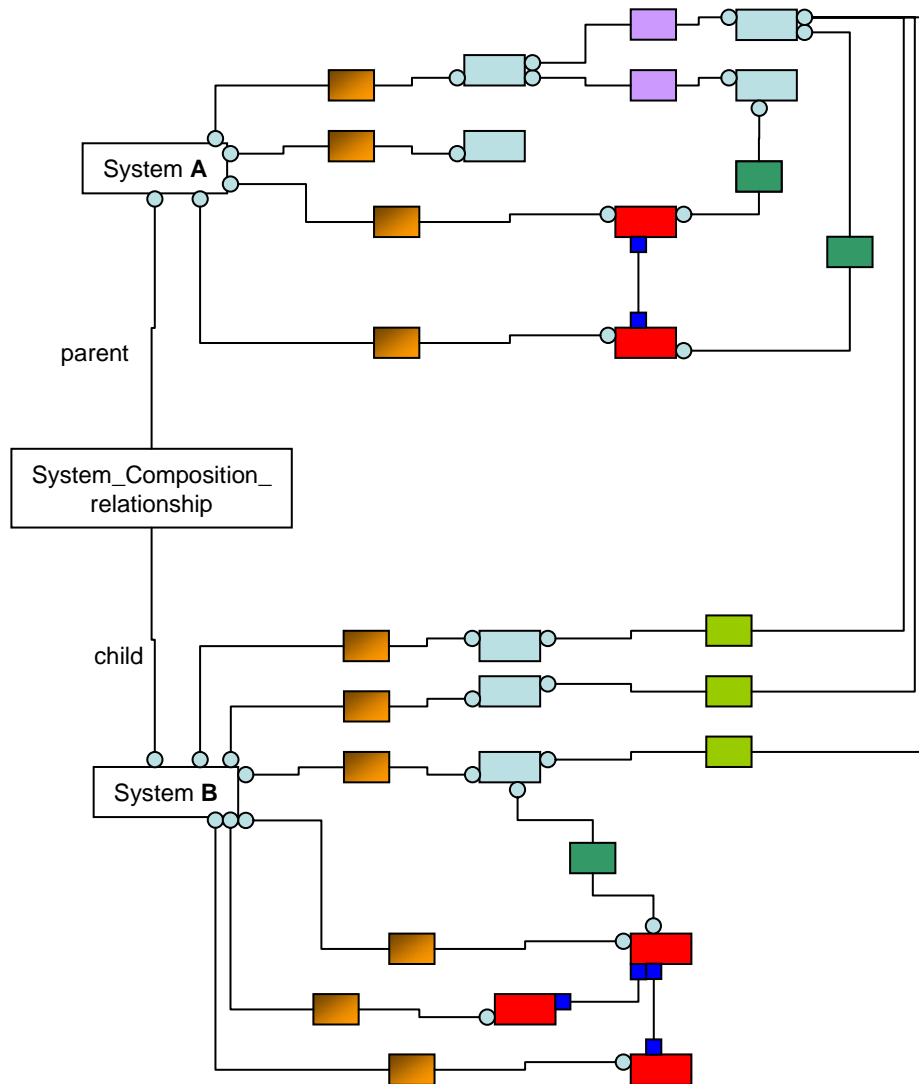 System A
parent
System_Composition_
relationship
child
System B